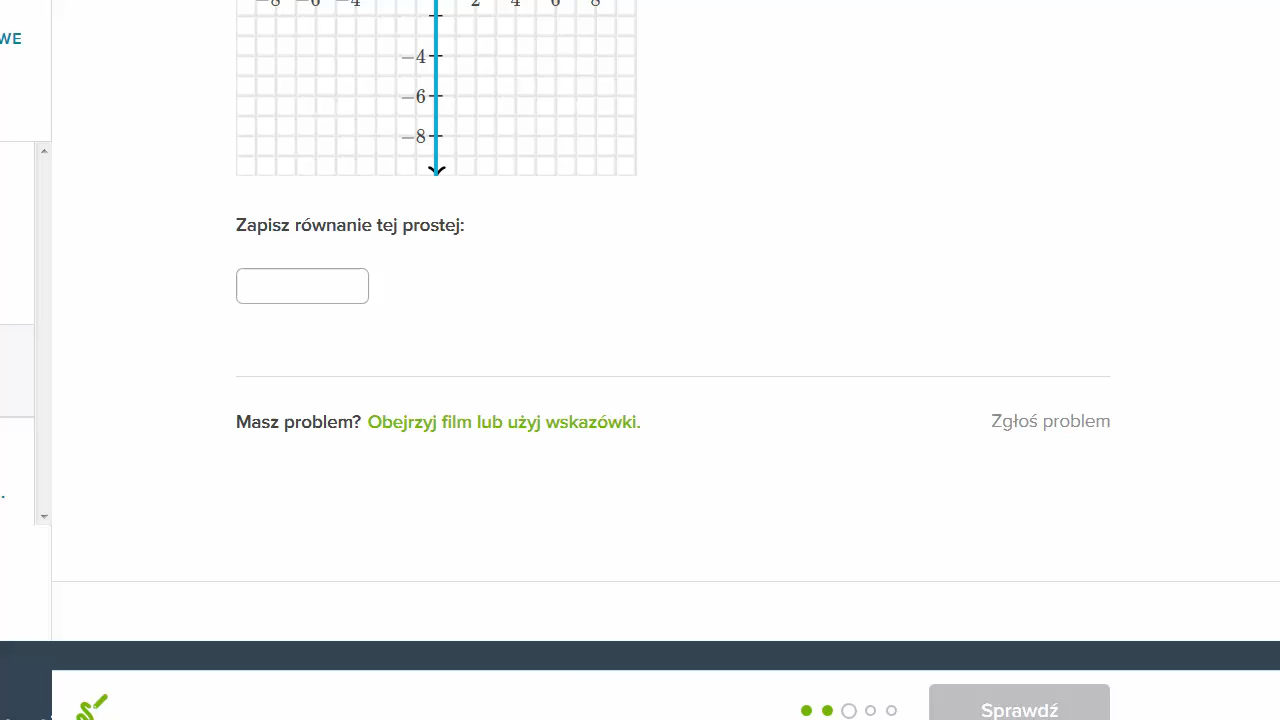 −8 −6 −4 2 4 6 8
WE
−4
−6
−8
Zapisz równanie tej prostej:
Masz problem? Obejrzyj film lub użyj wskazówki.
Zgłoś problem
.
Sprawdź